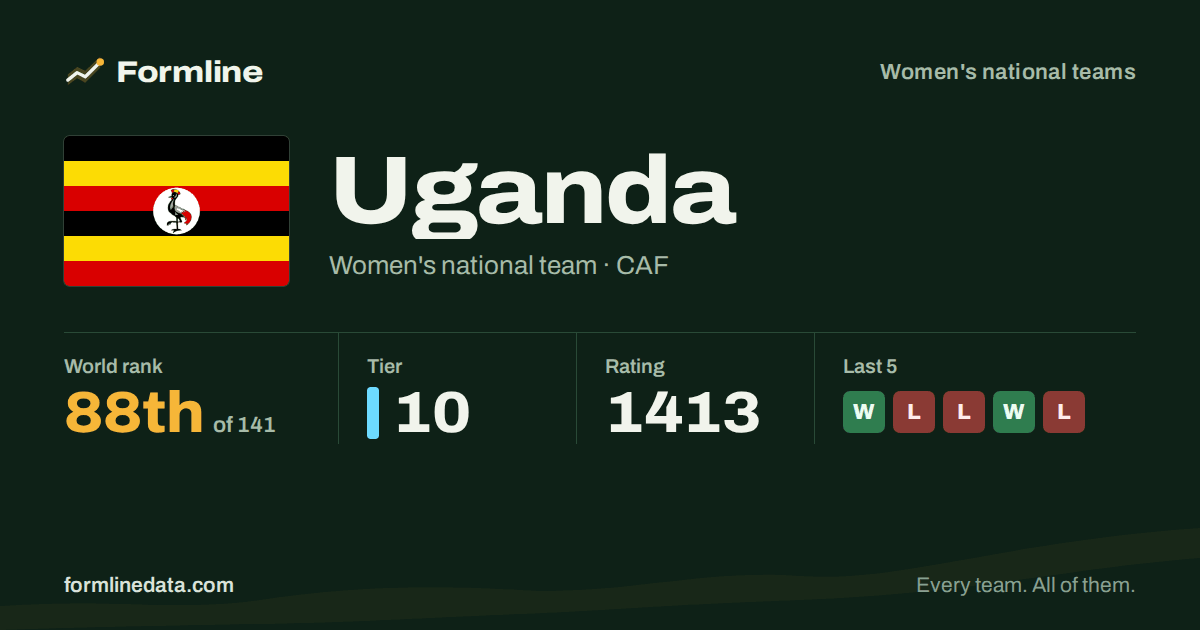 Formline
Women's national teams
Uganda
Women's national team · CAF
World rank
88th of 141
Tier
10
Rating
1413
Last 5
W L L W L
formlinedata.com
Every team. All of them.